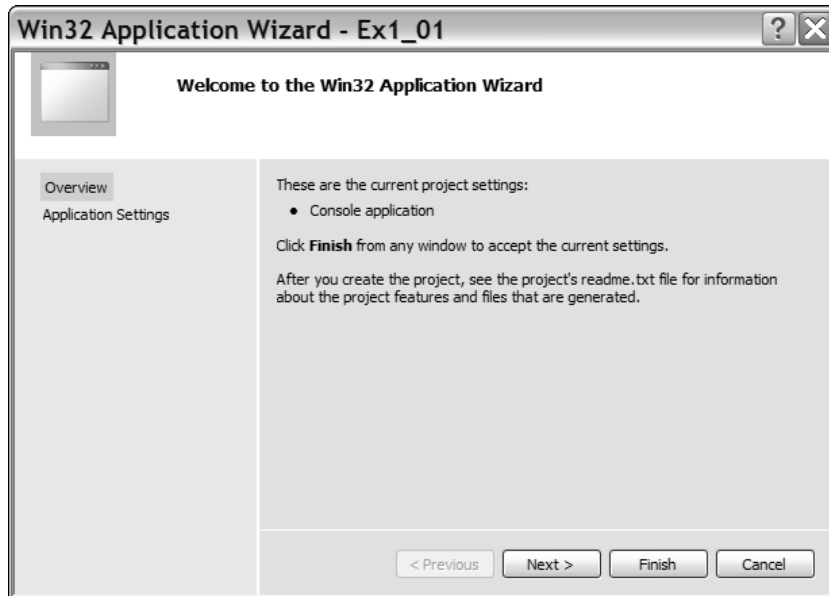 Win32 Application Wizard - Ex1_01
Welcome to the Win32 Application Wizard
Overview
Application Settings
These are the current project settings:
• Console application
Click Finish from any window to accept the current settings.
After you create the project, see the project's readme.txt file for information
about the project features and files that are generated.
< Previous
Next >
Finish
Cancel